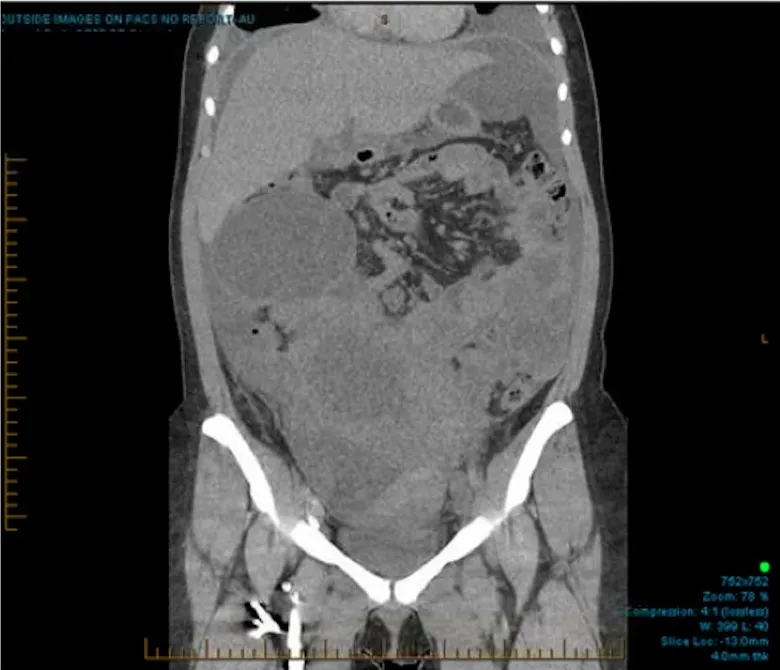 OUTSIDE IMAGES ON PACS NO REPORT-AU
S
L
752x752
Zoom: 78 %
Compression: 4:1 (lossless)
W: 399 L: 40
Slice Loc: -13.0mm
4.0mm thk